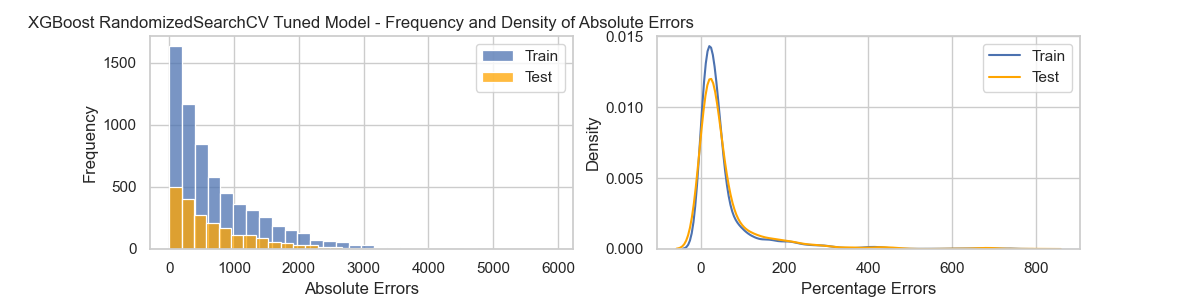 XGBoost RandomizedSearchCV Tuned Model - Frequency and Density of Absolute Errors
Frequency
1500
1000
500
0
0 1000 2000 3000 4000 5000 6000
Absolute Errors
Train
Test
Density
0.015
0.010
0.005
0.000
0 200 400 600 800
Percentage Errors
Train
Test